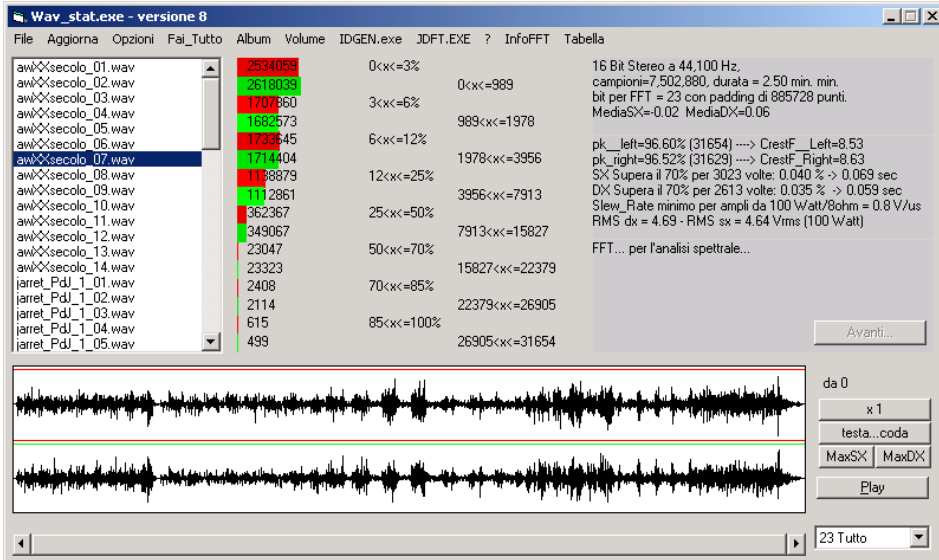 Wav_stat.exe - versione 8
File Aggiorna Opzioni Fai_Tutto Album Volume IDGEN.exe JDFT.EXE ? InfoFFT Tabella
awXXsecolo_01.wav
awXXsecolo_02.wav
awXXsecolo_03.wav
awXXsecolo_04.wav
awXXsecolo_05.wav
awXXsecolo_06.wav
awXXsecolo_07.wav
awXXsecolo_08.wav
awXXsecolo_09.wav
awXXsecolo_10.wav
awXXsecolo_11.wav
awXXsecolo_12.wav
awXXsecolo_13.wav
awXXsecolo_14.wav
jarret_PdJ_1_01.wav
jarret_PdJ_1_02.wav
jarret_PdJ_1_03.wav
jarret_PdJ_1_04.wav
jarret_PdJ_1_05.wav
2534059 0<x<=3%
2618039 0<x<=989
1707860 3<x<=6%
1682573 989<x<=1978
1733645 6<x<=12%
1714404 1978<x<=3956
1138879 12<x<=25%
1112861 3956<x<=7913
362367 25<x<=50%
349067 7913<x<=15827
23047 50<x<=70%
23323 15827<x<=22379
2408 70<x<=85%
2114 22379<x<=26905
615 85<x<=100%
499 26905<x<=31654
16 Bit Stereo a 44,100 Hz,
campioni=7,502,880, durata = 2.50 min. min.
bit per FFT = 23 con padding di 885728 punti.
MediaSX=-0.02 MediaDX=0.06
pk__left=96.60% (31654) ----> CrestF__Left=8.53
pk_right=96.52% (31629) ----> CrestF_Right=8.63
SX Supera il 70% per 3023 volte: 0.040 % -> 0.069 sec
DX Supera il 70% per 2613 volte: 0.035 % -> 0.059 sec
Slew_Rate minimo per ampli da 100 Watt/8ohm = 0.8 V/us
RMS dx = 4.69 - RMS sx = 4.64 Vrms (100 Watt)
FFT... per l'analisi spettrale...
Avanti...
da 0
x 1
testa...coda
MaxSX MaxDX
Play
23 Tutto